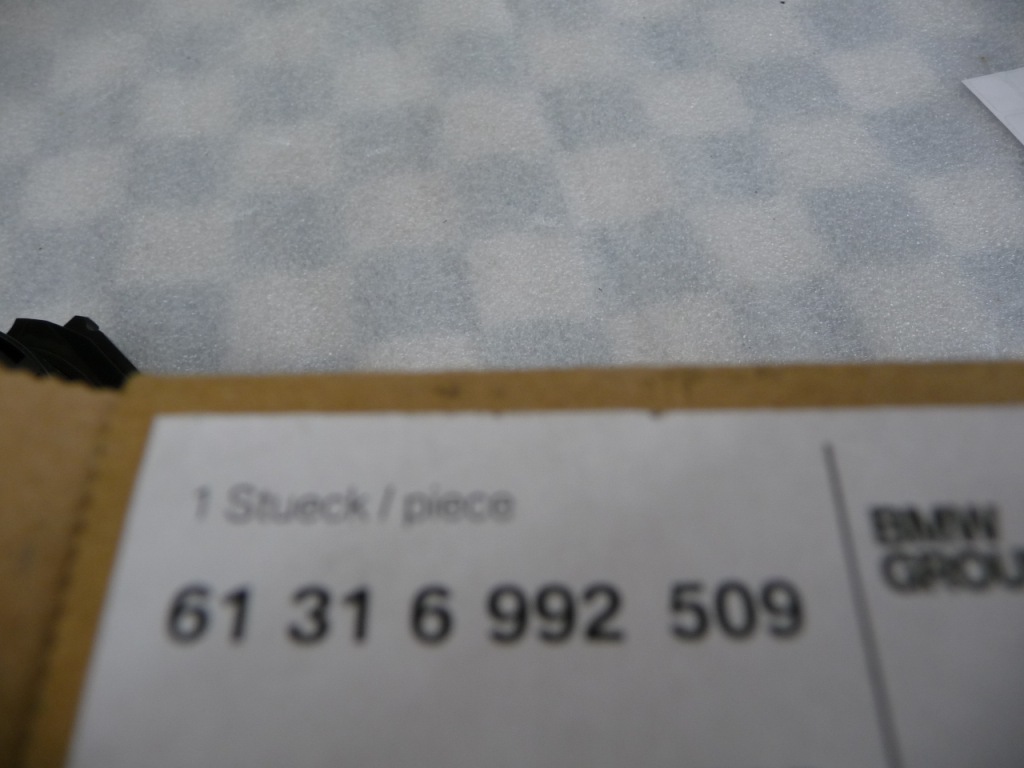 1 Stueck / piece
61 31 6 992 509
BMW
GROU